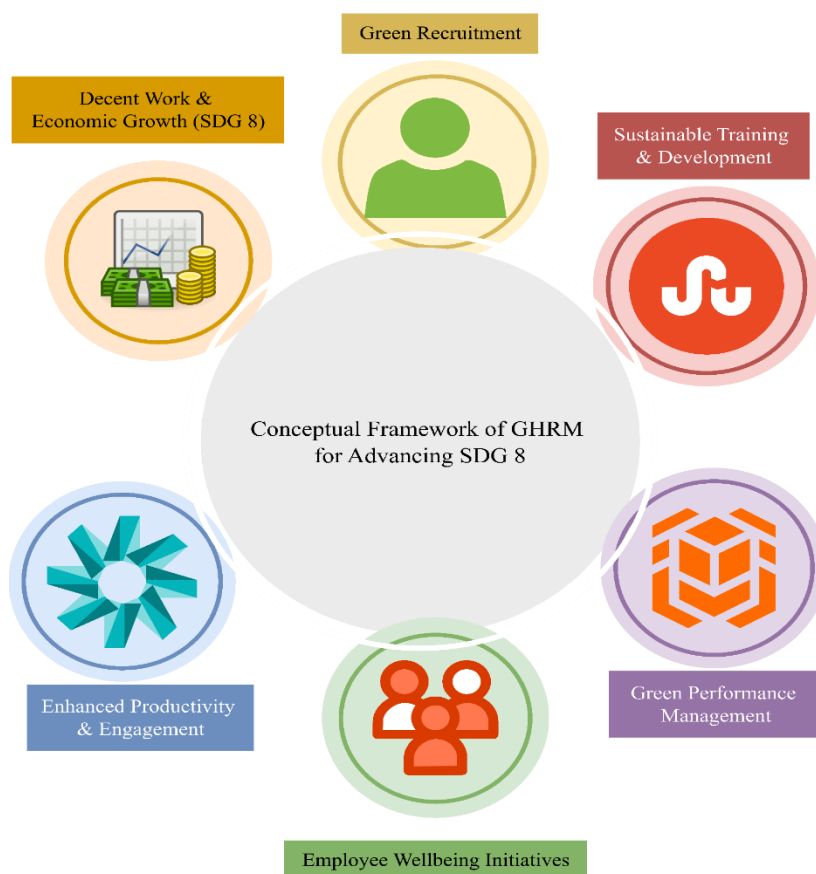 Green Recruitment
Decent Work &
Economic Growth (SDG 8)
Sustainable Training
& Development
Conceptual Framework of GHRM
for Advancing SDG 8
Enhanced Productivity
& Engagement
Green Performance
Management
Employee Wellbeing Initiatives